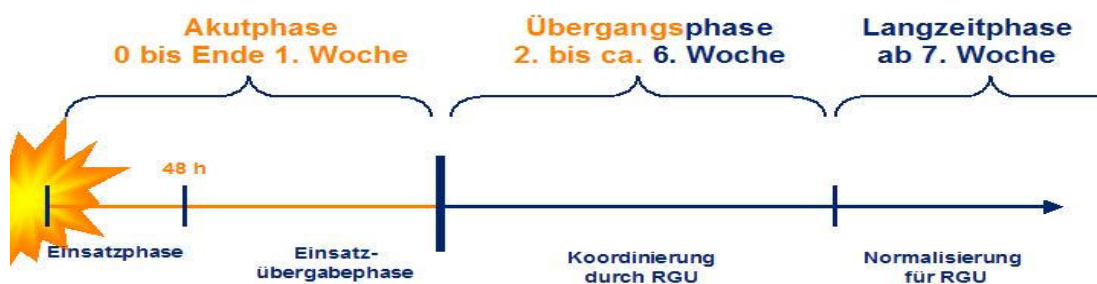 Akutphase
0 bis Ende 1. Woche
Übergangsphase
2. bis ca. 6. Woche
Langzeitphase
ab 7. Woche
48 h
Einsatzphase
Einsatz-
übergabephase
Koordinierung
durch RGU
Normalisierung
für RGU